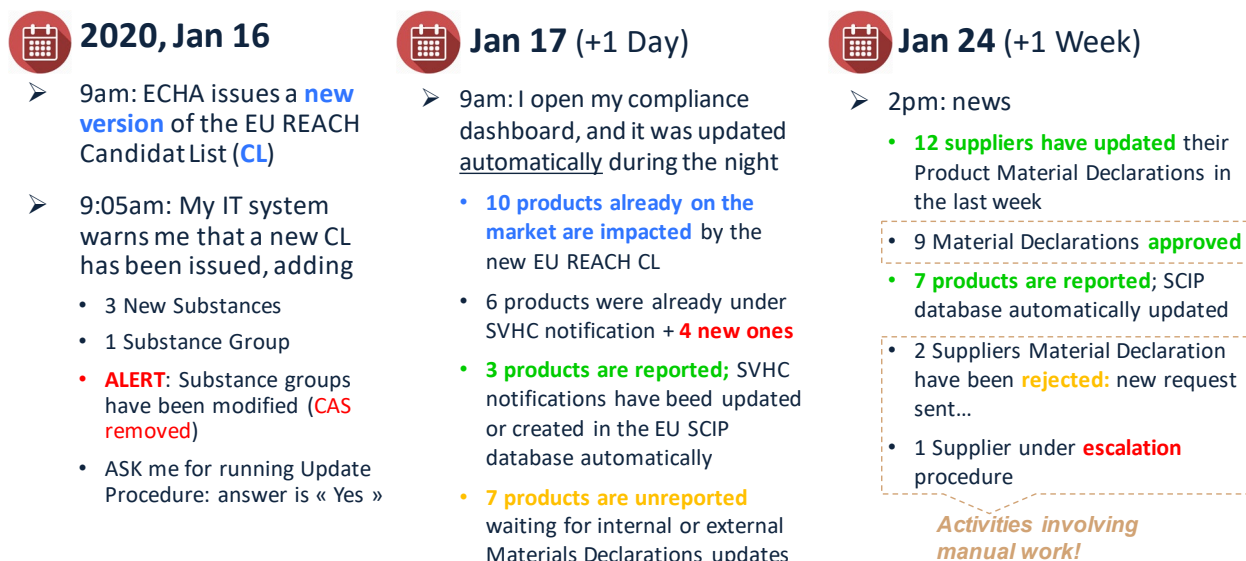 2020, Jan 16
➢ 9am: ECHA issues a new
version of the EU REACH
Candidat List (CL)
➢ 9:05am: My IT system
warns me that a new CL
has been issued, adding
• 3 New Substances
• 1 Substance Group
• ALERT: Substance groups
have been modified (CAS
removed)
• ASK me for running Update
Procedure: answer is « Yes »
Jan 17 (+1 Day)
➢ 9am: I open my compliance
dashboard, and it was updated
automatically during the night
• 10 products already on the
market are impacted by the
new EU REACH CL
• 6 products were already under
SVHC notification + 4 new ones
• 3 products are reported; SVHC
notifications have beed updated
or created in the EU SCIP
database automatically
• 7 products are unreported
waiting for internal or external
Materials Declarations updates
Jan 24 (+1 Week)
➢ 2pm: news
• 12 suppliers have updated their
Product Material Declarations in
the last week
• 9 Material Declarations approved
• 7 products are reported; SCIP
database automatically updated
• 2 Suppliers Material Declaration
have been rejected: new request
sent…
• 1 Supplier under escalation
procedure
Activities involving
manual work!